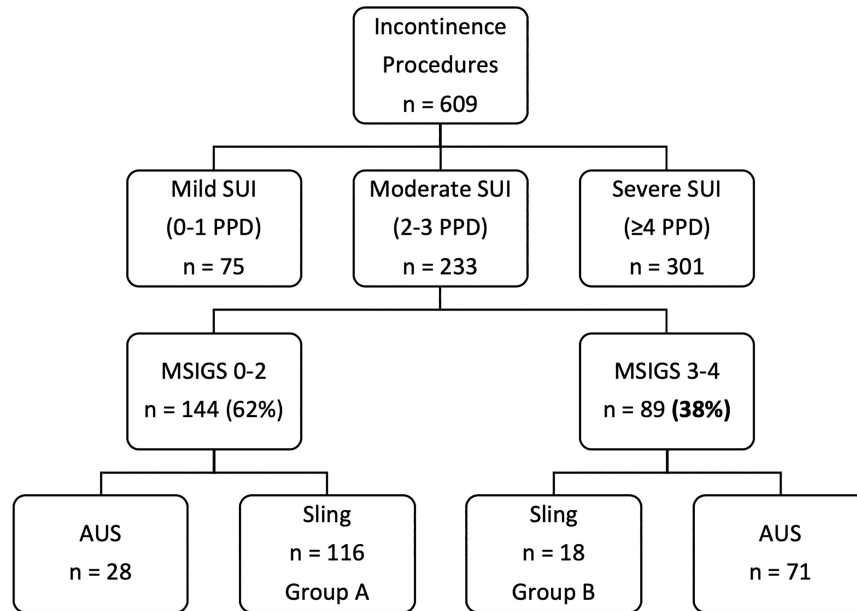 Incontinence
Procedures
n = 609
Mild SUI
(0-1 PPD)
n = 75
Moderate SUI
(2-3 PPD)
n = 233
Severe SUI
(≥4 PPD)
n = 301
MSIGS 0-2
n = 144 (62%)
MSIGS 3-4
n = 89 (38%)
AUS
n = 28
Sling
n = 116
Group A
Sling
n = 18
Group B
AUS
n = 71